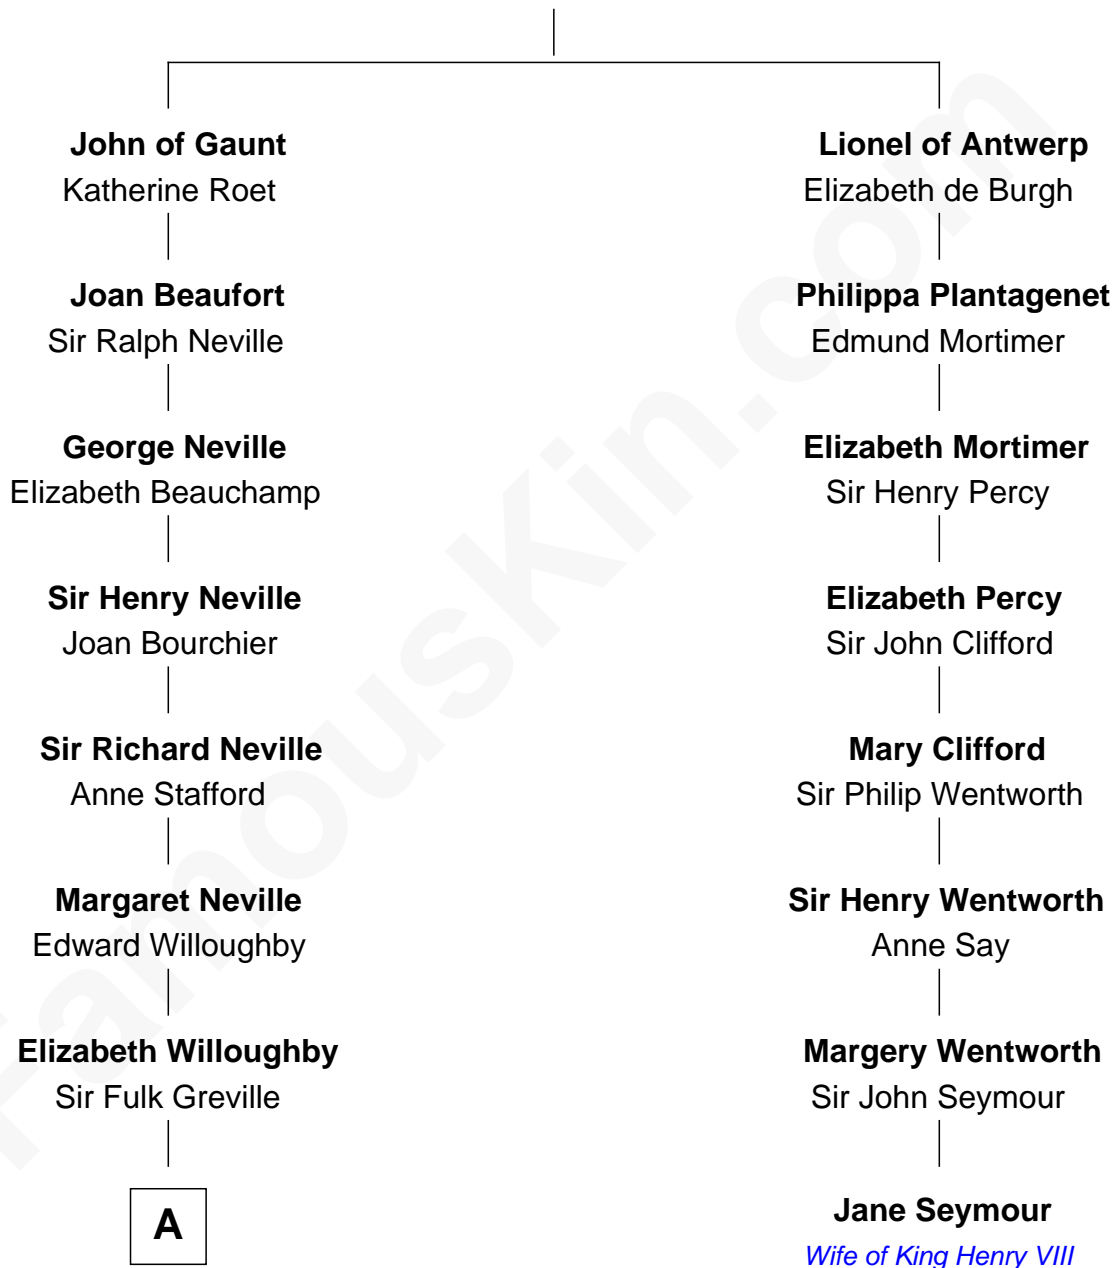 John of Gaunt
Katherine Roet
Joan Beaufort
Sir Ralph Neville
George Neville
Elizabeth Beauchamp
Sir Henry Neville
Joan Bourchier
Sir Richard Neville
Anne Stafford
Margaret Neville
Edward Willoughby
Elizabeth Willoughby
Sir Fulk Greville
A
Lionel of Antwerp
Elizabeth de Burgh
Philippa Plantagenet
Edmund Mortimer
Elizabeth Mortimer
Sir Henry Percy
Elizabeth Percy
Sir John Clifford
Mary Clifford
Sir Philip Wentworth
Sir Henry Wentworth
Anne Say
Margery Wentworth
Sir John Seymour
Jane Seymour
Wife of King Henry VIII
FamousKin.com